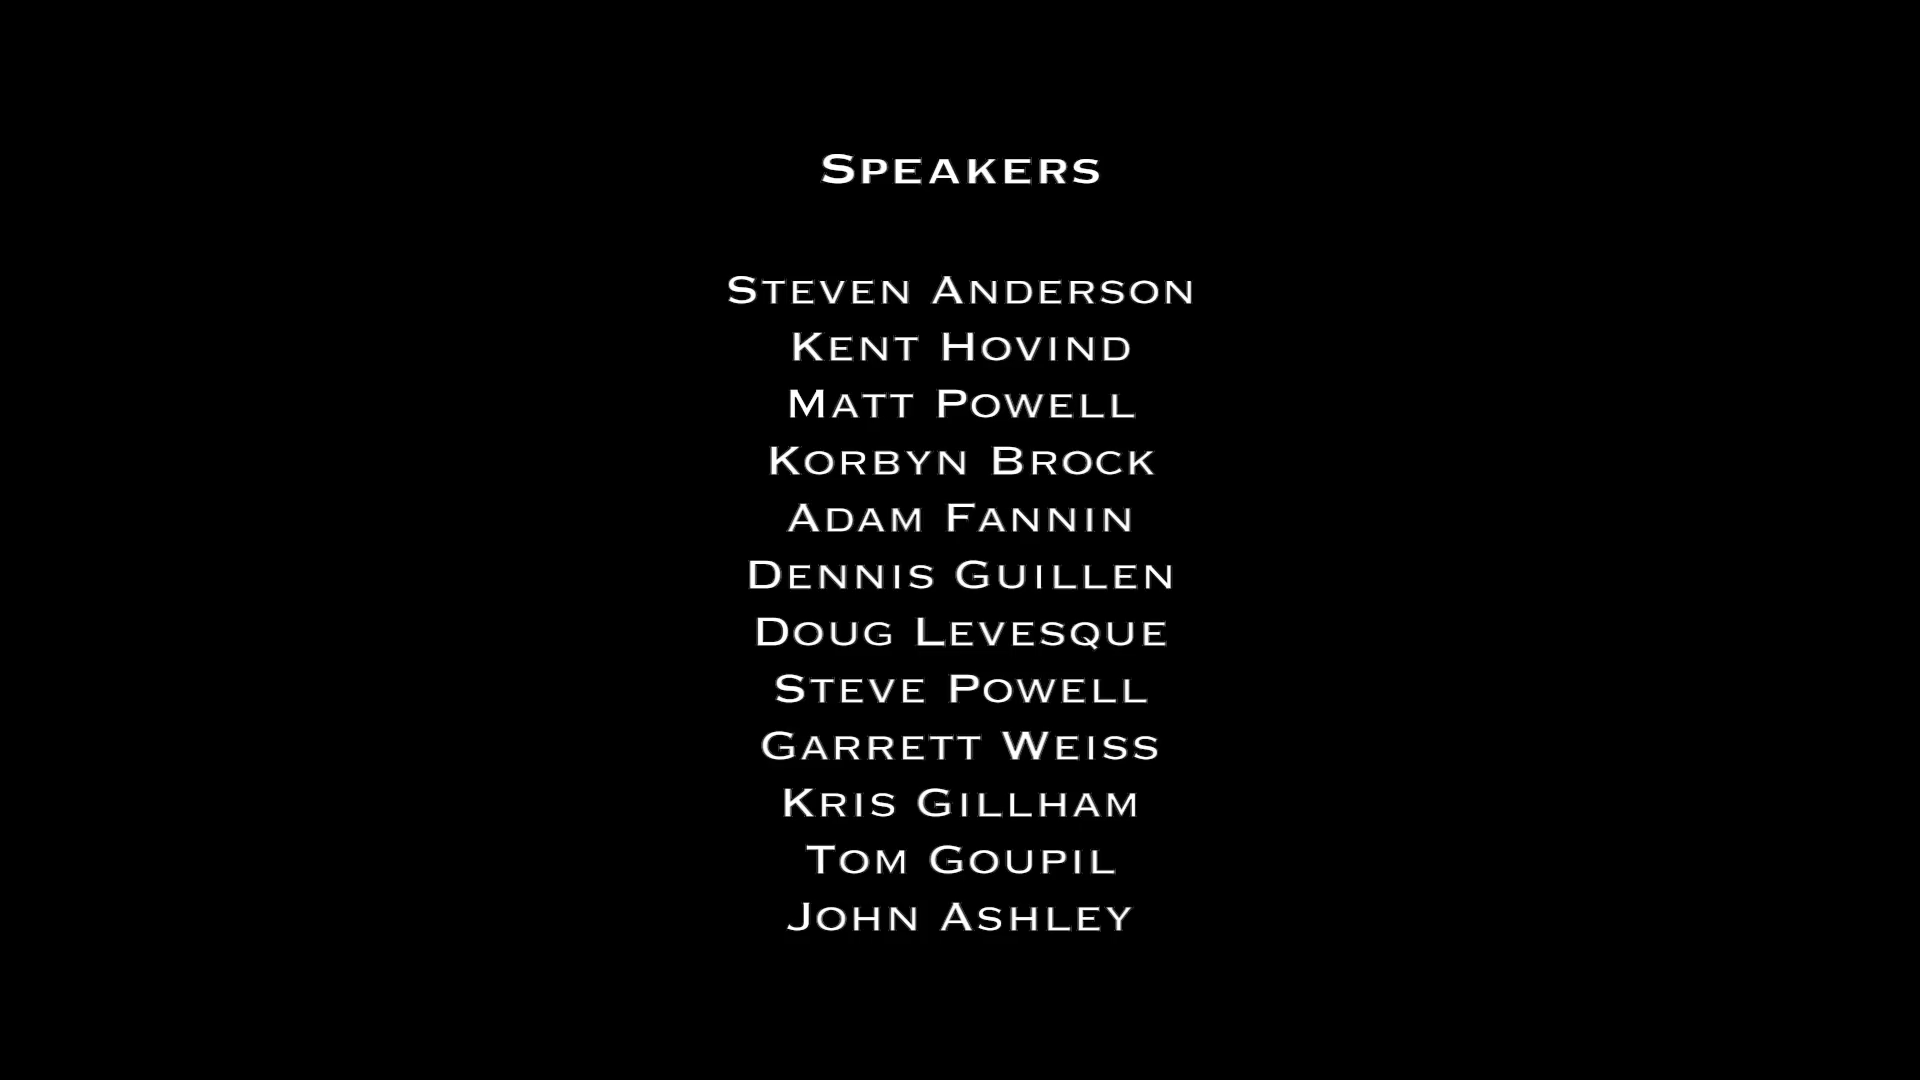 Speakers
Steven Anderson
Kent Hovind
Matt Powell
Korbyn Brock
Adam Fannin
Dennis Guillen
Doug Levesque
Steve Powell
Garrett Weiss
Kris Gillham
Tom Goupil
John Ashley